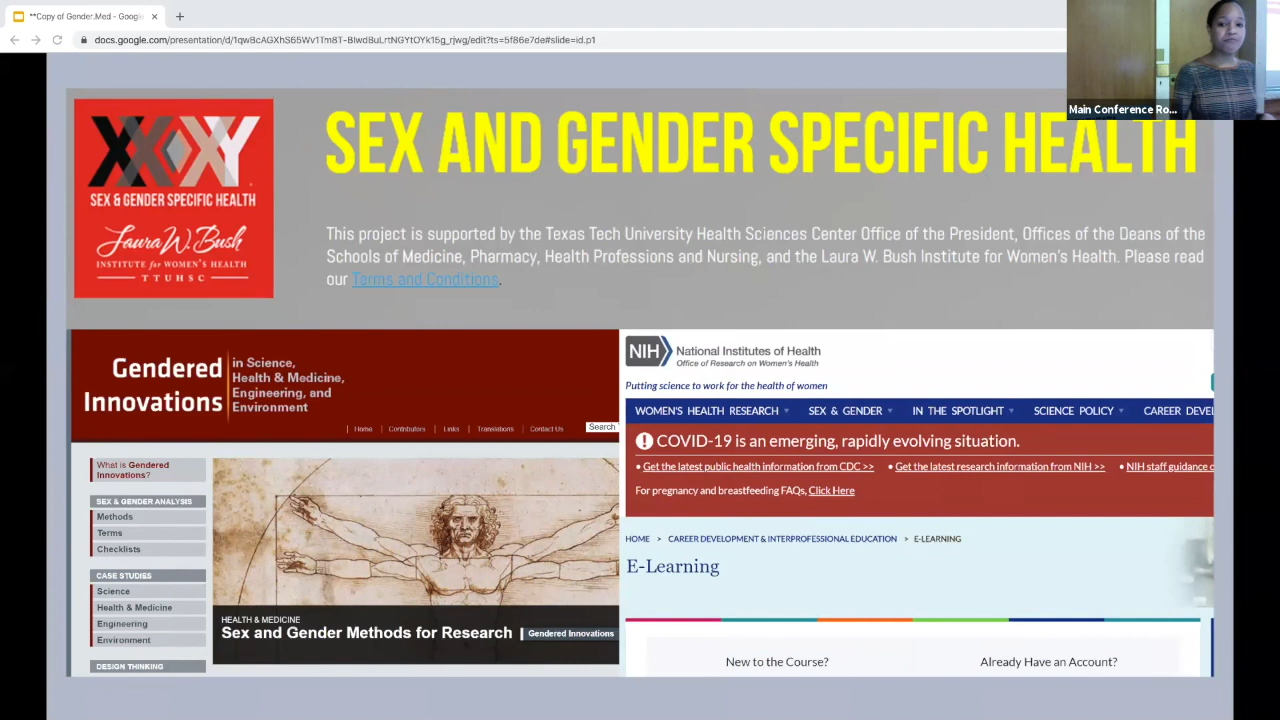 **Copy of Gender.Med - Google
docs.google.com/presentation/d/1qwBcAGXhS65Wv1Tm8T-BlwdBuLrtNGYtOYk15g_rjwg/edit?ts=5f86e7de#slide=id.p1
Main Conference Ro...
XXXY
SEX & GENDER SPECIFIC HEALTH
Laura W. Bush
INSTITUTE for WOMEN'S HEALTH
TTUHSC
SEX AND GENDER SPECIFIC HEALTH
This project is supported by the Texas Tech University Health Sciences Center Office of the President, Offices of the Deans of the
Schools of Medicine, Pharmacy, Health Professions and Nursing, and the Laura W. Bush Institute for Women's Health. Please read
our Terms and Conditions.
Gendered
Innovations
in Science,
Health & Medicine,
Engineering, and
Environment
Home | Contributors | Links | Translations | Contact Us
Search
What is Gendered
Innovations?
SEX & GENDER ANALYSIS
Methods
Terms
Checklists
CASE STUDIES
Science
Health & Medicine
Engineering
Environment
DESIGN THINKING
HEALTH & MEDICINE
Sex and Gender Methods for Research | Gendered Innovations
NIH National Institutes of Health
Office of Research on Women's Health
Putting science to work for the health of women
WOMEN'S HEALTH RESEARCH SEX & GENDER IN THE SPOTLIGHT SCIENCE POLICY CAREER DEVEL
! COVID-19 is an emerging, rapidly evolving situation.
• Get the latest public health information from CDC >> • Get the latest research information from NIH >> • NIH staff guidance
For pregnancy and breastfeeding FAQs, Click Here
HOME > CAREER DEVELOPMENT & INTERPROFESSIONAL EDUCATION > E-LEARNING
E-Learning
New to the Course? Already Have an Account?